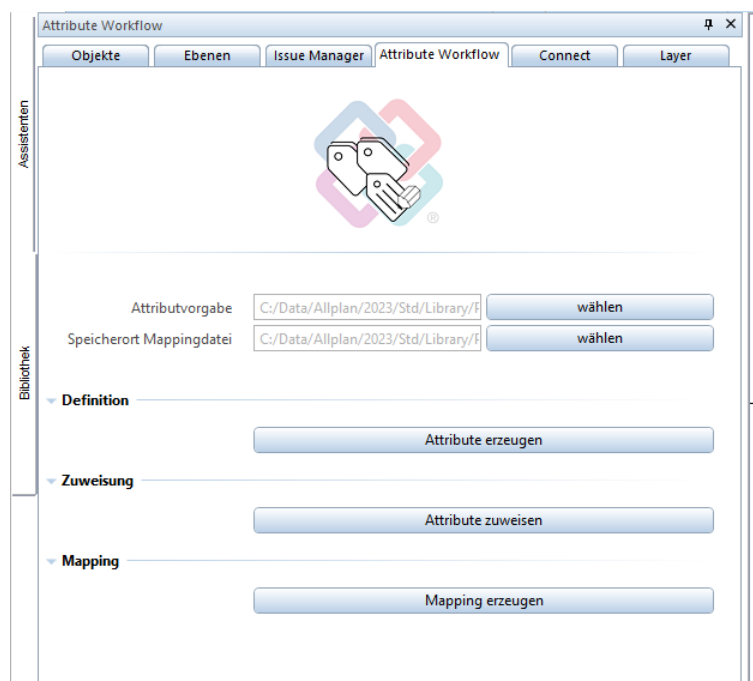 Attribute Workflow
Objekte Ebenen Issue Manager Attribute Workflow Connect Layer
Assistenten
®
Attributvorgabe C:/Data/Allplan/2023/Std/Library/ wählen
Speicherort Mappingdatei C:/Data/Allplan/2023/Std/Library/ wählen
Bibliothek
Definition
Attribute erzeugen
Zuweisung
Attribute zuweisen
Mapping
Mapping erzeugen